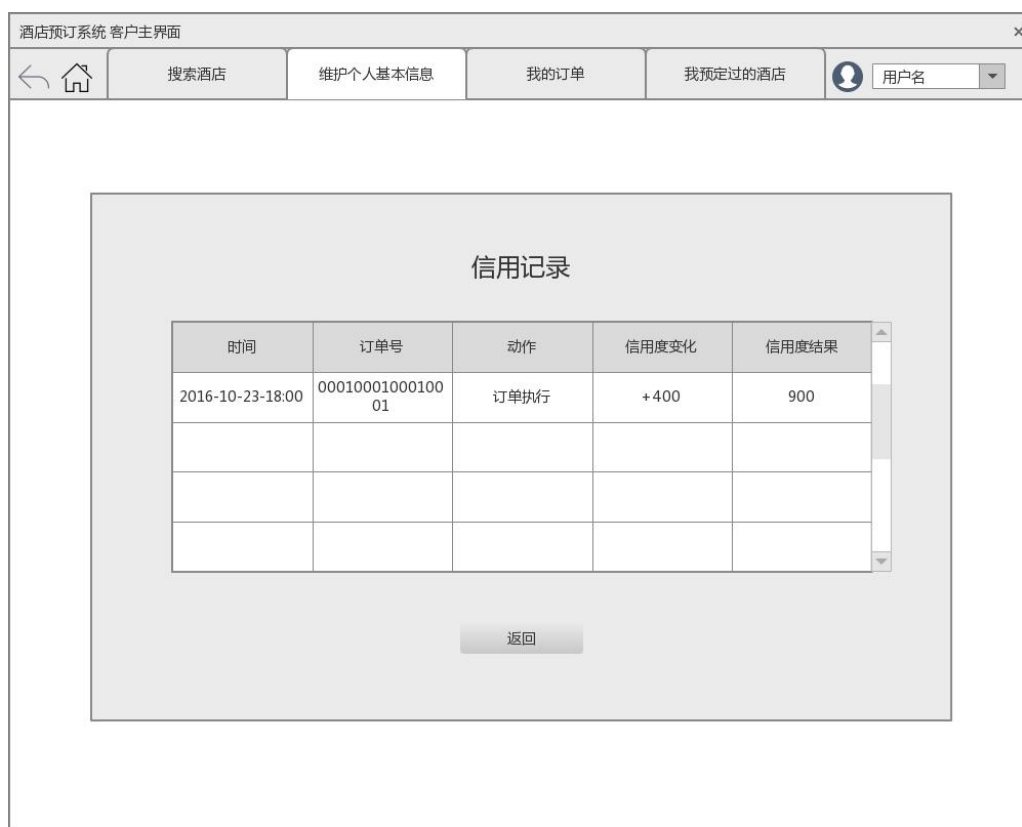 酒店预订系统 客户主界面
×
搜索酒店
维护个人基本信息
我的订单
我预定过的酒店
用户名
信用记录
时间
订单号
动作
信用度变化
信用度结果
2016-10-23-18:00
00010001000100
01
订单执行
+400
900
返回